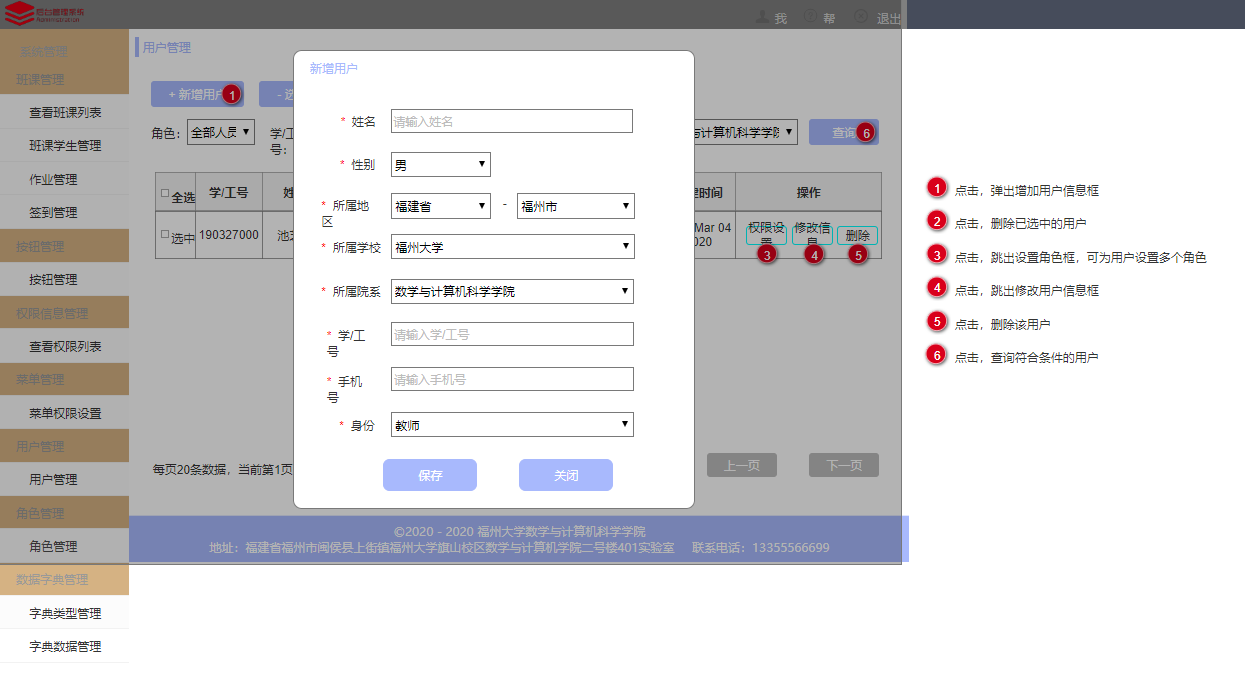 后台管理系统
Administration
我
帮
退出
系统管理
班课管理
查看班课列表
班课学生管理
作业管理
签到管理
按钮管理
按钮管理
权限信息管理
查看权限列表
菜单管理
菜单权限设置
用户管理
用户管理
角色管理
角色管理
数据字典管理
字典类型管理
字典数据管理
用户管理
+ 新增用户
1
- 选
角色：
全部人员
学/工
号：
与计算机科学学院
查询
6
全选
学/工号
姓
时间
操作
选中
190327000
池
Mar 04
020
权限设
置
修改信
息
删除
3
4
5
每页20条数据，当前第1页
上一页
下一页
新增用户
* 姓名
请输入姓名
* 性别
男
* 所属地
区
福建省
-
福州市
* 所属学校
福州大学
* 所属院系
数学与计算机科学学院
* 学/工
号
请输入学/工号
* 手机
号
请输入手机号
* 身份
教师
保存
关闭
©2020 - 2020 福州大学数学与计算机科学学院
地址：福建省福州市闽侯县上街镇福州大学旗山校区数学与计算机学院二号楼401实验室 联系电话：13355566699
1 点击，弹出增加用户信息框
2 点击，删除已选中的用户
3 点击，跳出设置角色框，可为用户设置多个角色
4 点击，跳出修改用户信息框
5 点击，删除该用户
6 点击，查询符合条件的用户